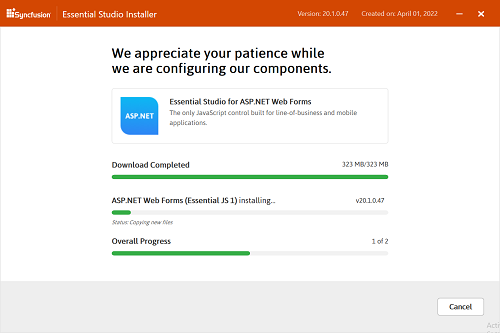 Syncfusion Essential Studio Installer Version: 20.1.0.47 Created on: April 01, 2022
We appreciate your patience while
we are configuring our components.
ASP.NET
Essential Studio for ASP.NET Web Forms
The only JavaScript control built for line-of-business and mobile
applications.
Download Completed 323 MB/323 MB
ASP.NET Web Forms (Essential JS 1) installing... v20.1.0.47
Status: Copying new files
Overall Progress 1 of 2
Cancel
Acti